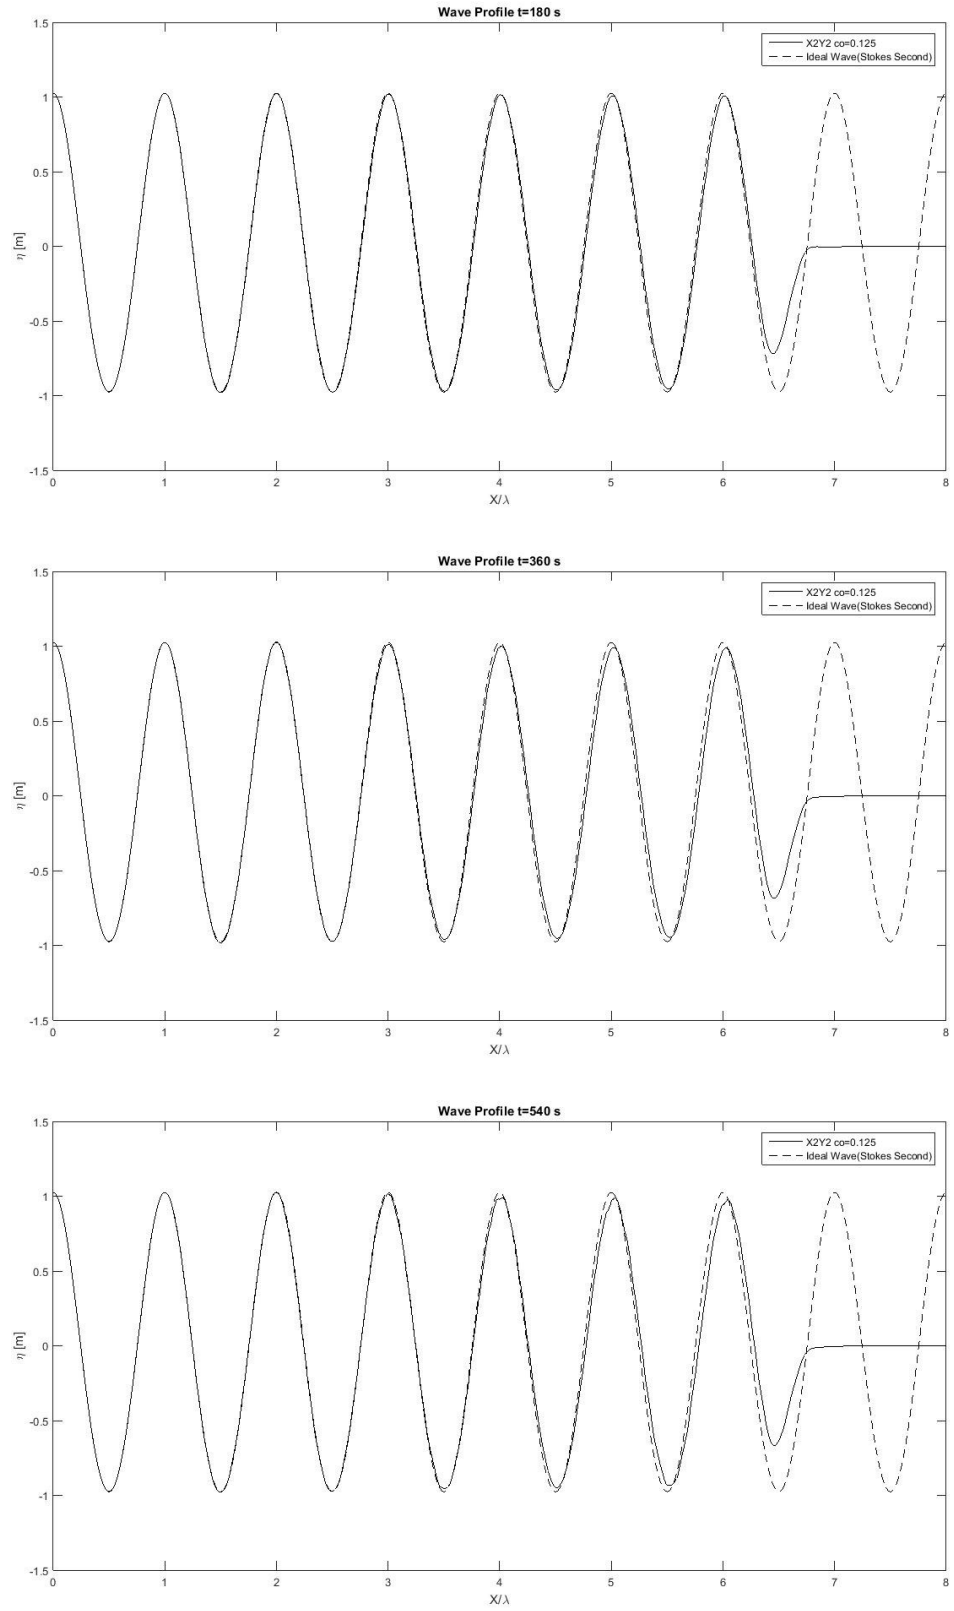 Wave Profile t=180 s
X2Y2 co=0.125
Ideal Wave(Stokes Second)
1.5
1
0.5
0
-0.5
-1
-1.5
η [m]
0 1 2 3 4 5 6 7 8
X/λ
Wave Profile t=360 s
X2Y2 co=0.125
Ideal Wave(Stokes Second)
1.5
1
0.5
0
-0.5
-1
-1.5
η [m]
0 1 2 3 4 5 6 7 8
X/λ
Wave Profile t=540 s
X2Y2 co=0.125
Ideal Wave(Stokes Second)
1.5
1
0.5
0
-0.5
-1
-1.5
η [m]
0 1 2 3 4 5 6 7 8
X/λ